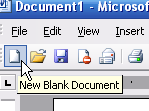 Document1 - Microsof
File Edit View Insert
New Blank Document